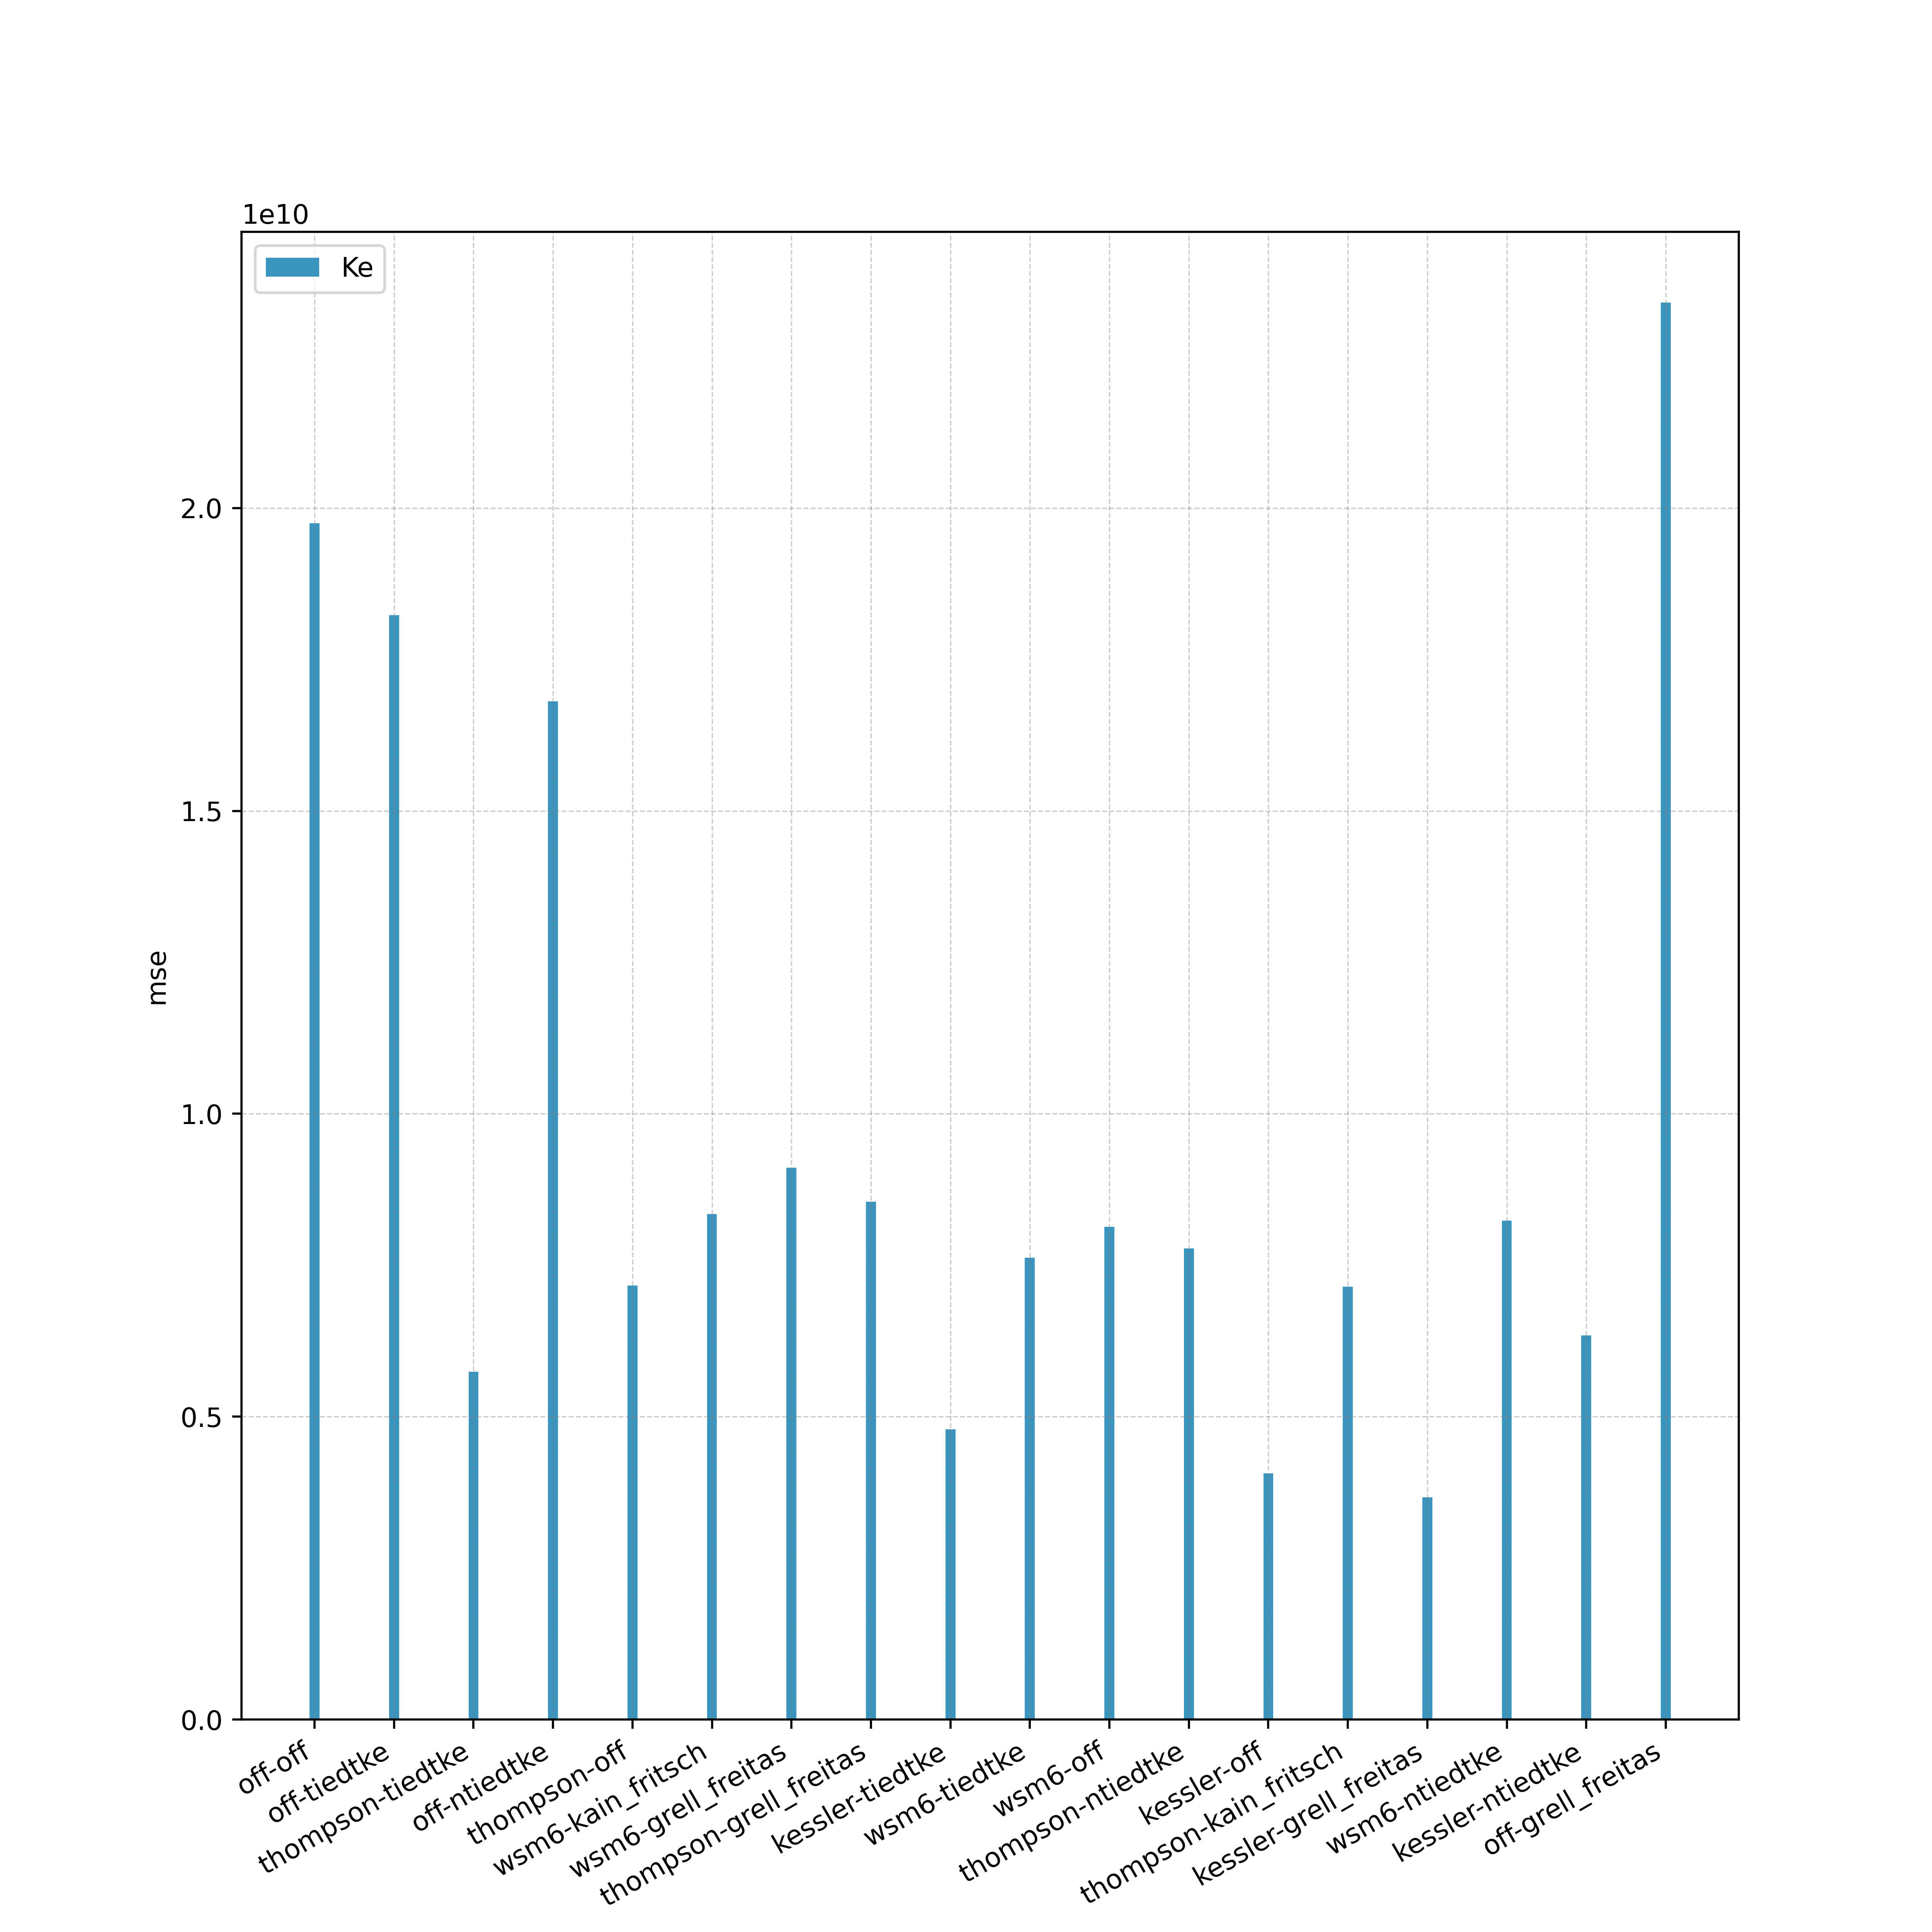 1e10
Ke
2.0
1.5
1.0
0.5
0.0
mse
off-off
off-tiedtke
thompson-tiedtke
off-ntiedtke
thompson-off
wsm6-kain_fritsch
wsm6-grell_freitas
thompson-grell_freitas
kessler-tiedtke
wsm6-tiedtke
wsm6-off
thompson-ntiedtke
kessler-off
thompson-kain_fritsch
kessler-grell_freitas
wsm6-ntiedtke
kessler-ntiedtke
off-grell_freitas